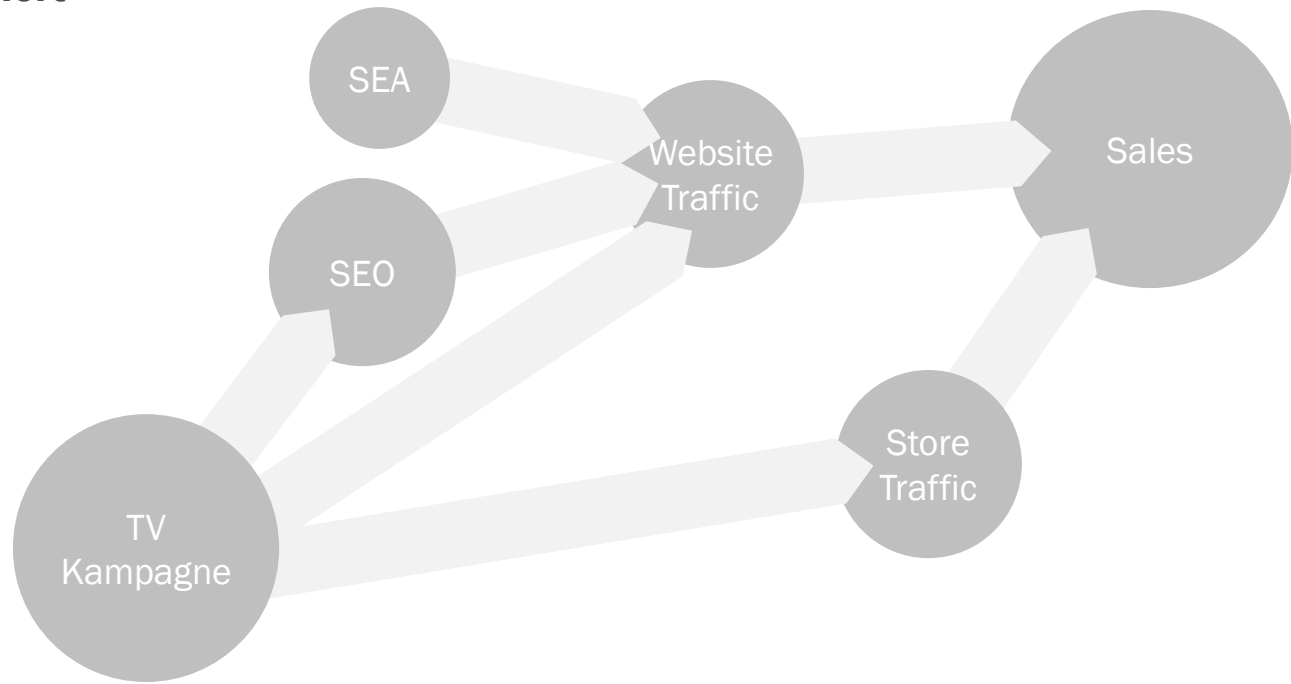 SEA
Website
Traffic
Sales
SEO
Store
Traffic
TV
Kampagne